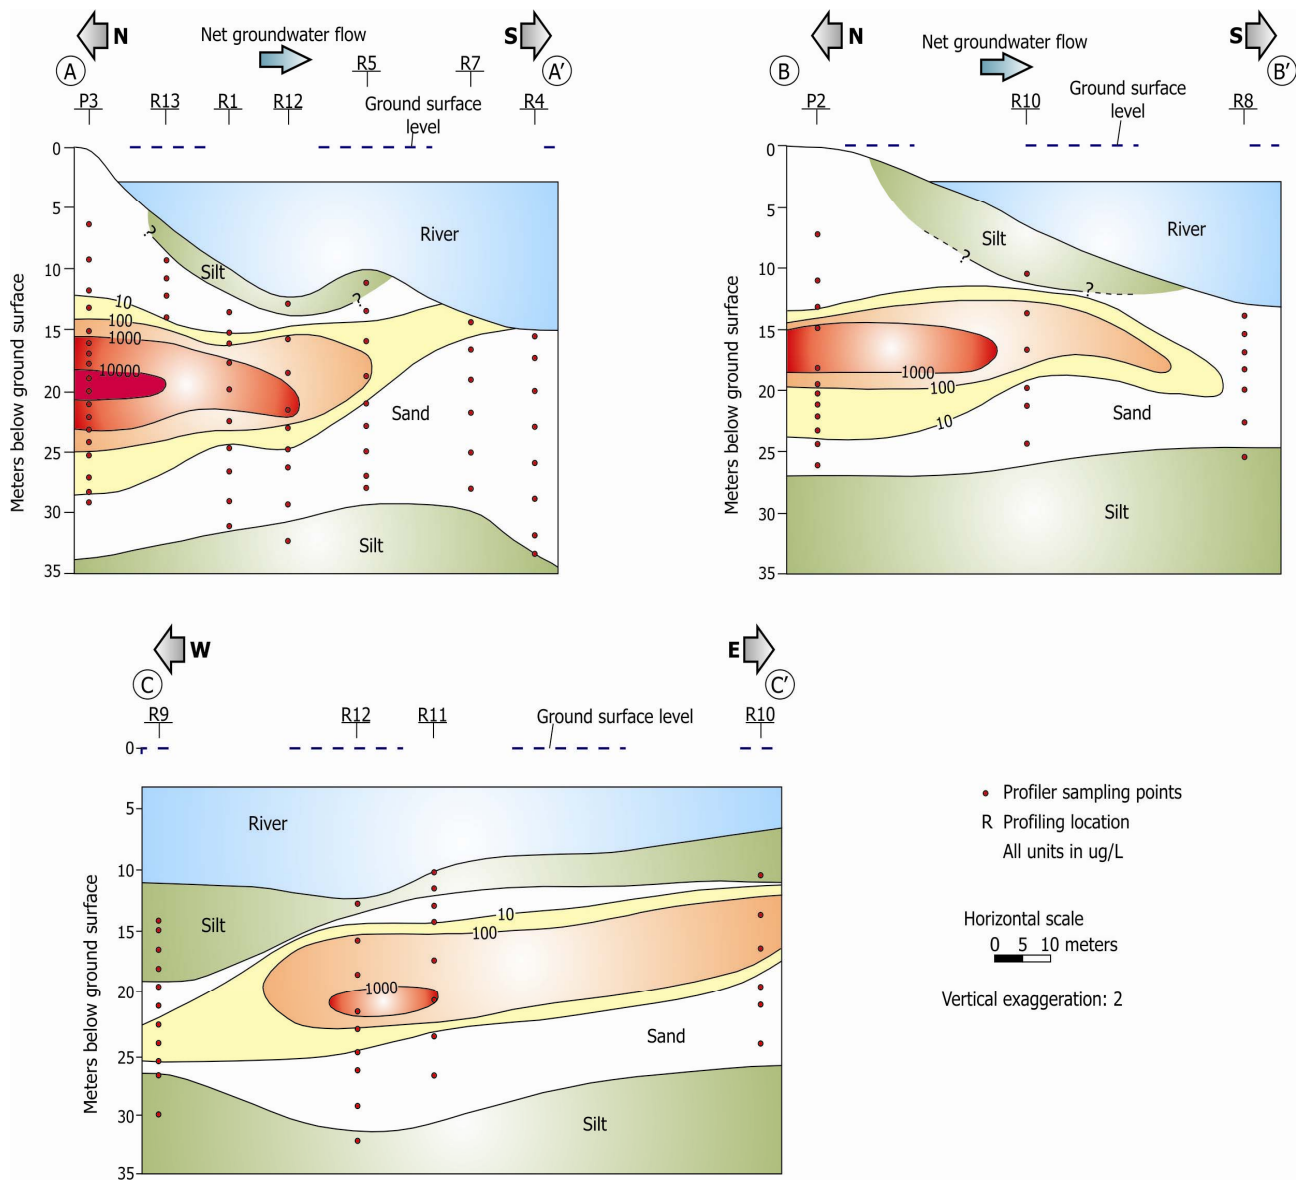 N
Net groundwater flow
S
A
A'
P3
R13
R1
R12
R5
R7
R4
Ground surface
level
0
5
10
15
20
25
30
35
Meters below ground surface
River
?
Silt
?
10
100
1000
10000
Sand
Silt
N
Net groundwater flow
S
B
B'
P2
R10
R8
Ground surface
level
0
5
10
15
20
25
30
35
Meters below ground surface
River
Silt
?
?
1000
100
10
Sand
Silt
W
E
C
C'
R9
R12
R11
R10
Ground surface level
0
5
10
15
20
25
30
35
Meters below ground surface
River
Silt
10
100
1000
Sand
Silt
Profiler sampling points
R Profiling location
All units in ug/L
Horizontal scale
0 5 10 meters
Vertical exaggeration: 2